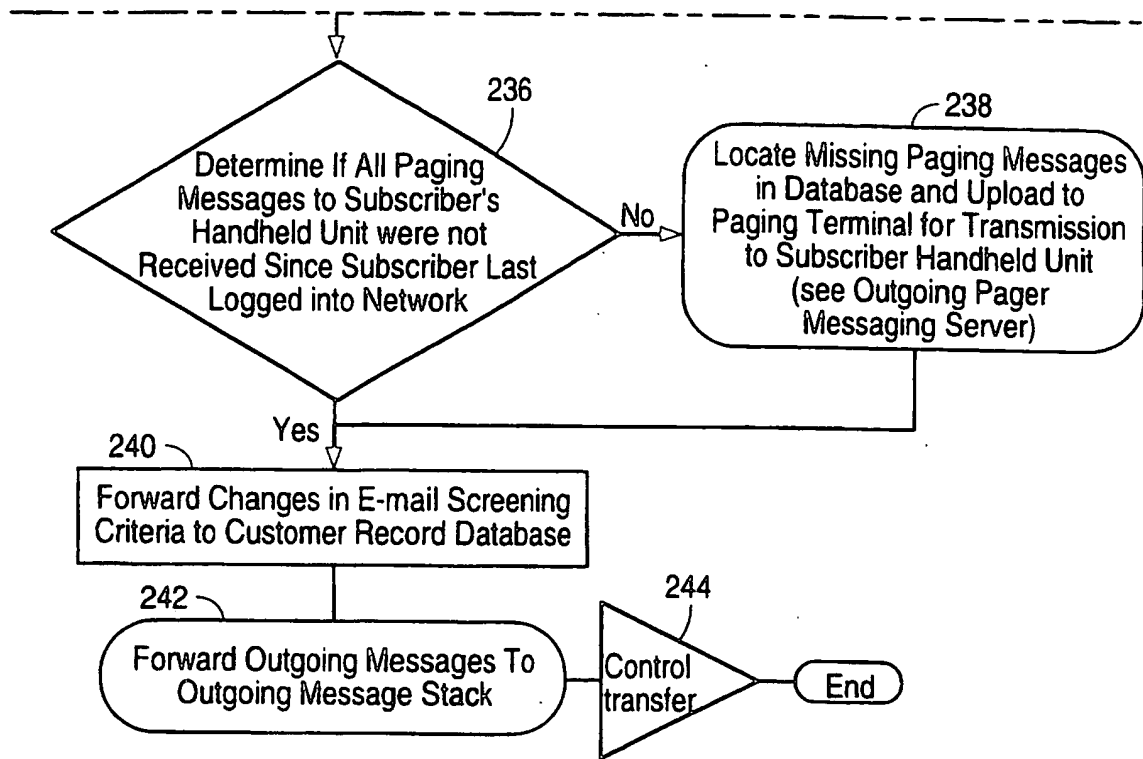 236
Determine If All Paging
Messages to Subscriber's
Handheld Unit were not
Received Since Subscriber Last
Logged into Network
No
238
Locate Missing Paging Messages
in Database and Upload to
Paging Terminal for Transmission
to Subscriber Handheld Unit
(see Outgoing Pager
Messaging Server)
Yes
240
Forward Changes in E-mail Screening
Criteria to Customer Record Database
242
Forward Outgoing Messages To
Outgoing Message Stack
244
Control
transfer
End